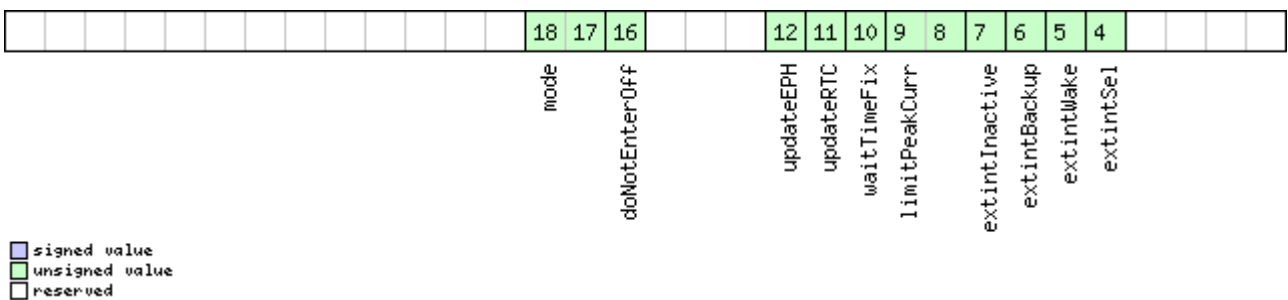 18 17 16 12 11 10 9 8 7 6 5 4
mode
doNotEnterOff
updateEPH
updateRTC
waitTimeFix
limitPeakCurr
extintInactive
extintBackup
extintWake
extintSel
signed value
unsigned value
reserved